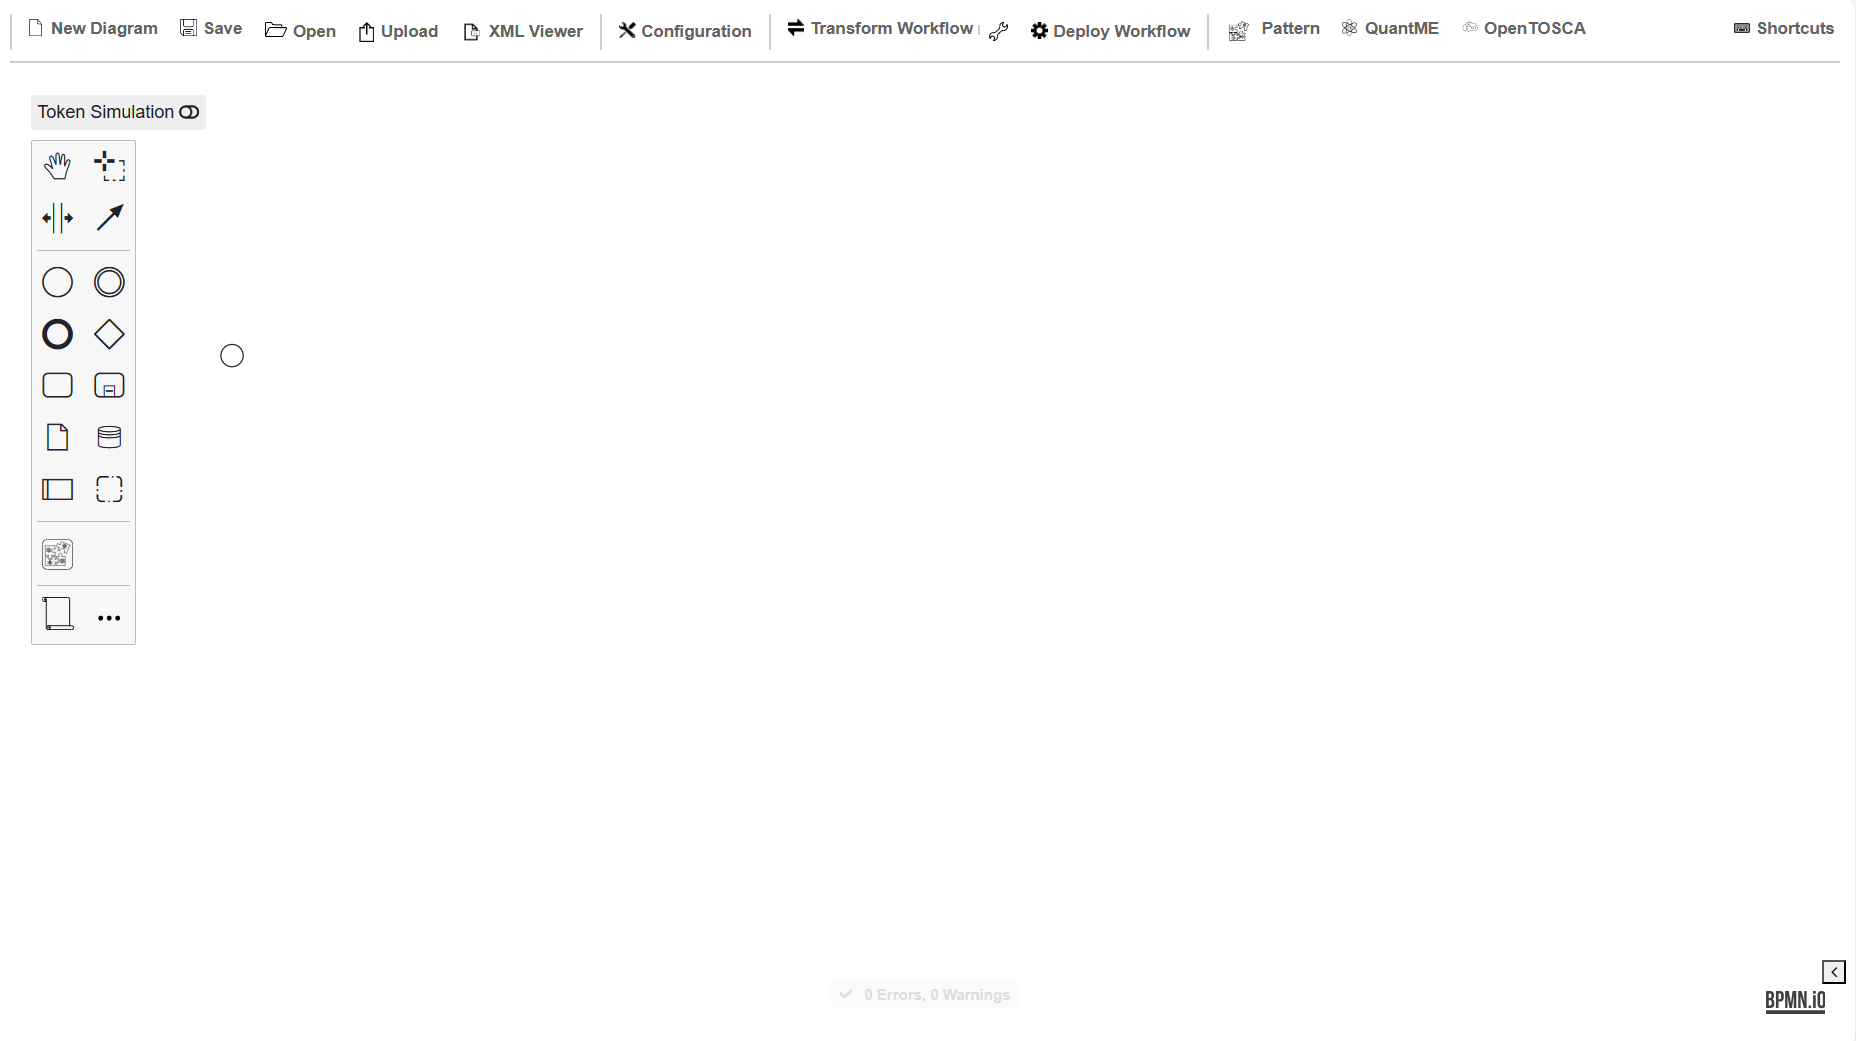 New Diagram Save Open Upload XML Viewer Configuration Transform Workflow Deploy Workflow Pattern QuantME OpenTOSCA Shortcuts
Token Simulation
0 Errors, 0 Warnings
BPMN.iO